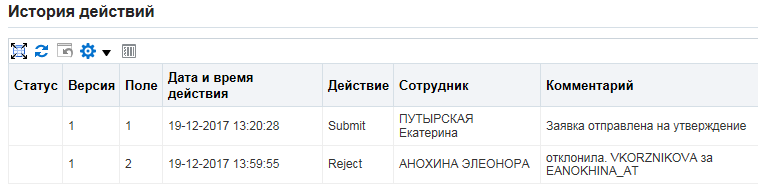 История действий
Статус Версия Поле Дата и время действия Действие Сотрудник Комментарий
1 1 19-12-2017 13:20:28 Submit ПУТЫРСКАЯ Екатерина Заявка отправлена на утверждение
1 2 19-12-2017 13:59:55 Reject АНОХИНА ЭЛЕОНОРА отклонила. VKORZNIKOVA за EANOKHINA_AT